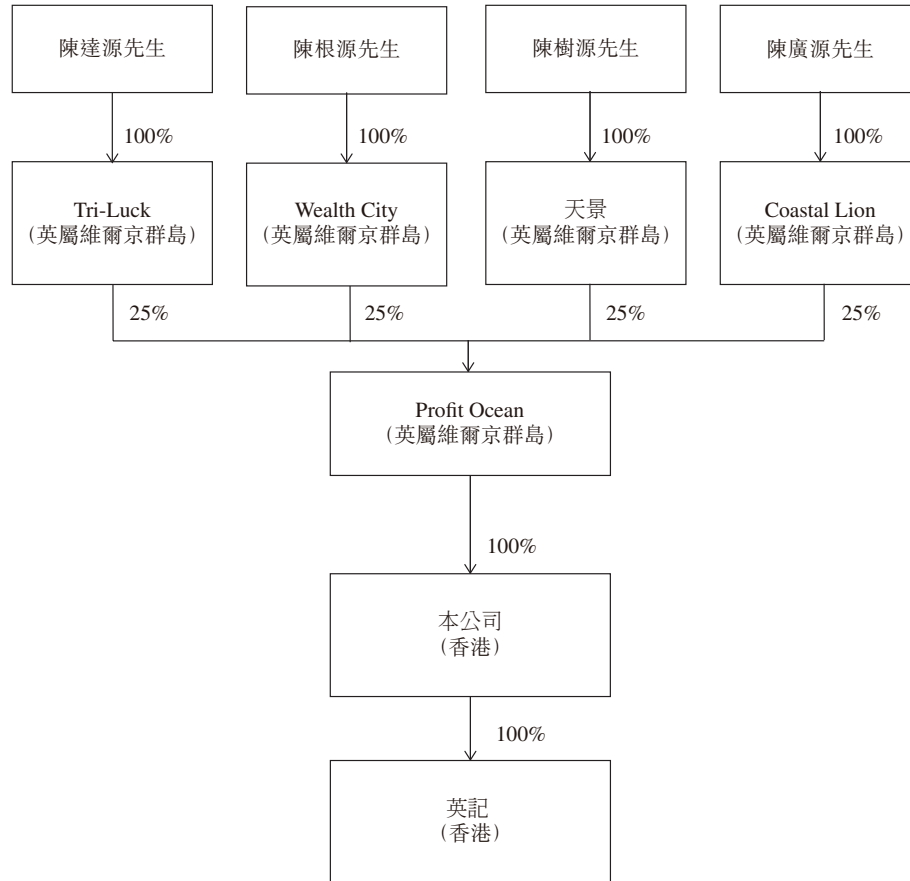 陳達源先生
陳根源先生
陳樹源先生
陳廣源先生
100%
100%
100%
100%
Tri-Luck
(英屬維爾京群島)
Wealth City
(英屬維爾京群島)
天景
(英屬維爾京群島)
Coastal Lion
(英屬維爾京群島)
25%
25%
25%
25%
Profit Ocean
(英屬維爾京群島)
100%
本公司
(香港)
100%
英記
(香港)